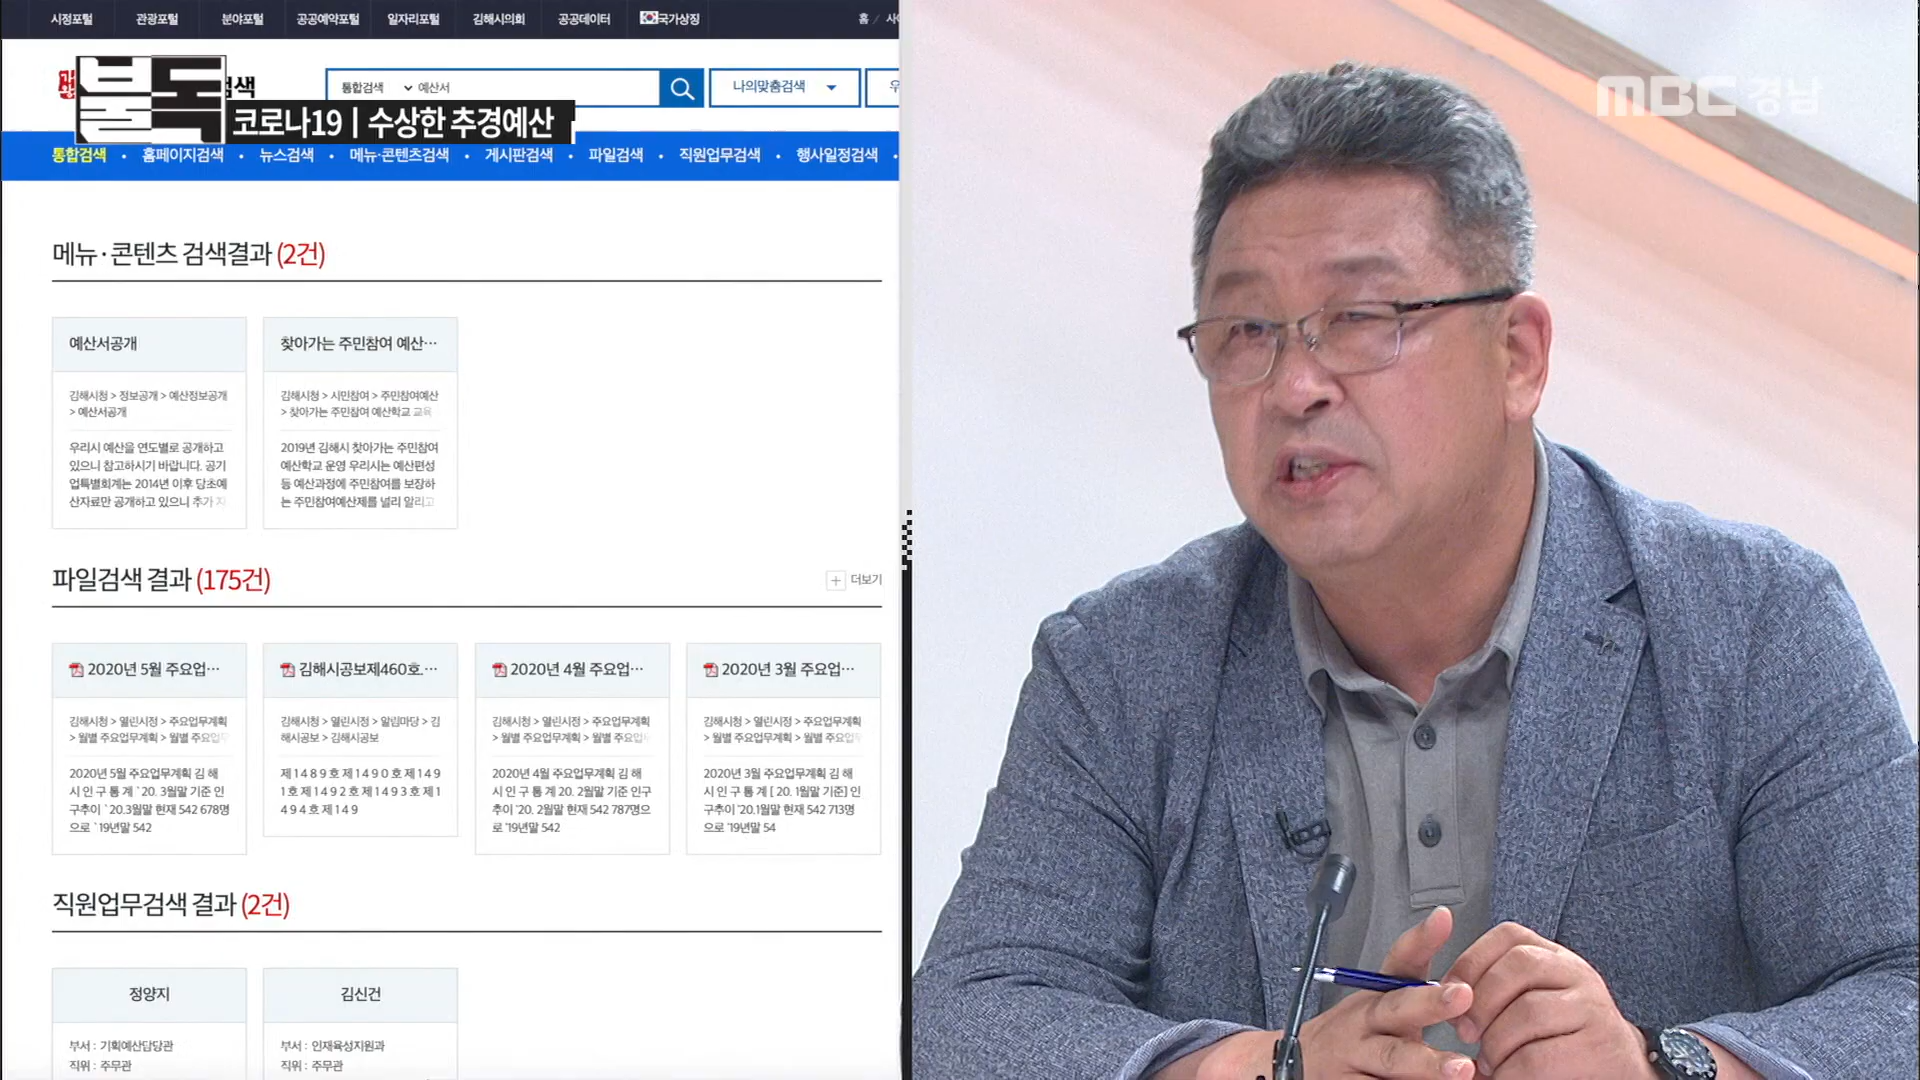 시정포털 관광포털 분야포털 공공예약포털 일자리포털 김해시의회 공공데이터 국가상징 홈 /
MBC 경남
불독
통합검색 예산서 나의맞춤검색
코로나19 | 수상한 추경예산
통합검색 • 홈페이지검색 • 뉴스검색 • 메뉴·콘텐츠검색 • 게시판검색 • 파일검색 • 직원업무검색 • 행사일정검색 •
메뉴·콘텐츠 검색결과 (2건)
예산서공개
김해시청 > 정보공개 > 예산정보공개
> 예산서공개
우리시 예산을 연도별로 공개하고
있으니 참고하시기 바랍니다. 공기
업특별회계는 2014년 이후 당초예
산자료만 공개하고 있으니 추가 자
찾아가는 주민참여 예산…
김해시청 > 시민참여 > 주민참여예산
> 찾아가는 주민참여 예산학교 교육
2019년 김해시 찾아가는 주민참여
예산학교 운영 우리시는 예산편성
등 예산과정에 주민참여를 보장하
는 주민참여예산제를 널리 알리고
파일검색 결과 (175건)
+ 더보기
2020년 5월 주요업…
김해시청 > 열린시정 > 주요업무계획
> 월별 주요업무계획 > 월별 주요업무
2020년 5월 주요업무계획 김 해
시 인 구 통 계 `20. 3월말 기준 인
구추이 `20.3월말 현재 542 678명
으로 `19년말 542
김해시공보제460호.…
김해시청 > 열린시정 > 알림마당 > 김
해시공보 > 김해시공보
제 1 4 8 9 호 제 1 4 9 0 호 제 1 4 9
1 호 제 1 4 9 2 호 제 1 4 9 3 호 제 1
4 9 4 호 제 1 4 9
2020년 4월 주요업…
김해시청 > 열린시정 > 주요업무계획
> 월별 주요업무계획 > 월별 주요업무
2020년 4월 주요업무계획 김 해
시 인 구 통 계 20. 2월말 기준 인구
추이 '20. 2월말 현재 542 787명으
로 '19년말 542
2020년 3월 주요업…
김해시청 > 열린시정 > 주요업무계획
> 월별 주요업무계획 > 월별 주요업무
2020년 3월 주요업무계획 김 해
시 인 구 통 계 [ 20. 1월말 기준] 인
구추이 '20.1월말 현재 542 713명
으로 '19년말 54
직원업무검색 결과 (2건)
정양지
부서 : 기획예산담당관
직위 : 주무관
김신건
부서 : 인재육성지원과
직위 : 주무관